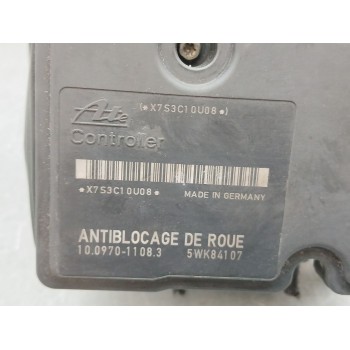 (*X7S3C10U08*)
Ate
Controller
*X7S3C10U08*
MADE IN GERMANY
ANTIBLOCAGE DE ROUE
10.0970-1108.3 5WK84107